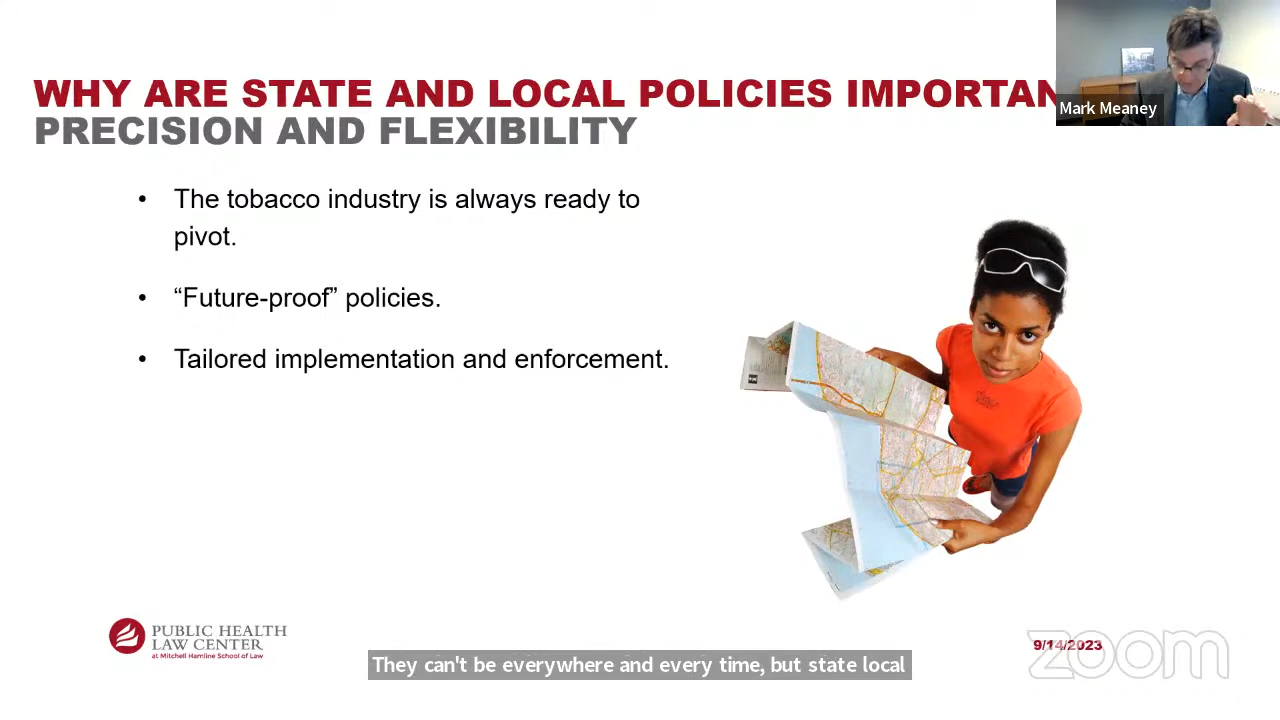 WHY ARE STATE AND LOCAL POLICIES IMPORTAN
PRECISION AND FLEXIBILITY
Mark Meaney
• The tobacco industry is always ready to
pivot.
• “Future-proof” policies.
• Tailored implementation and enforcement.
PUBLIC HEALTH
LAW CENTER
at Mitchell Hamline School of Law
They can't be everywhere and every time, but state local
9/14/2023
zoom